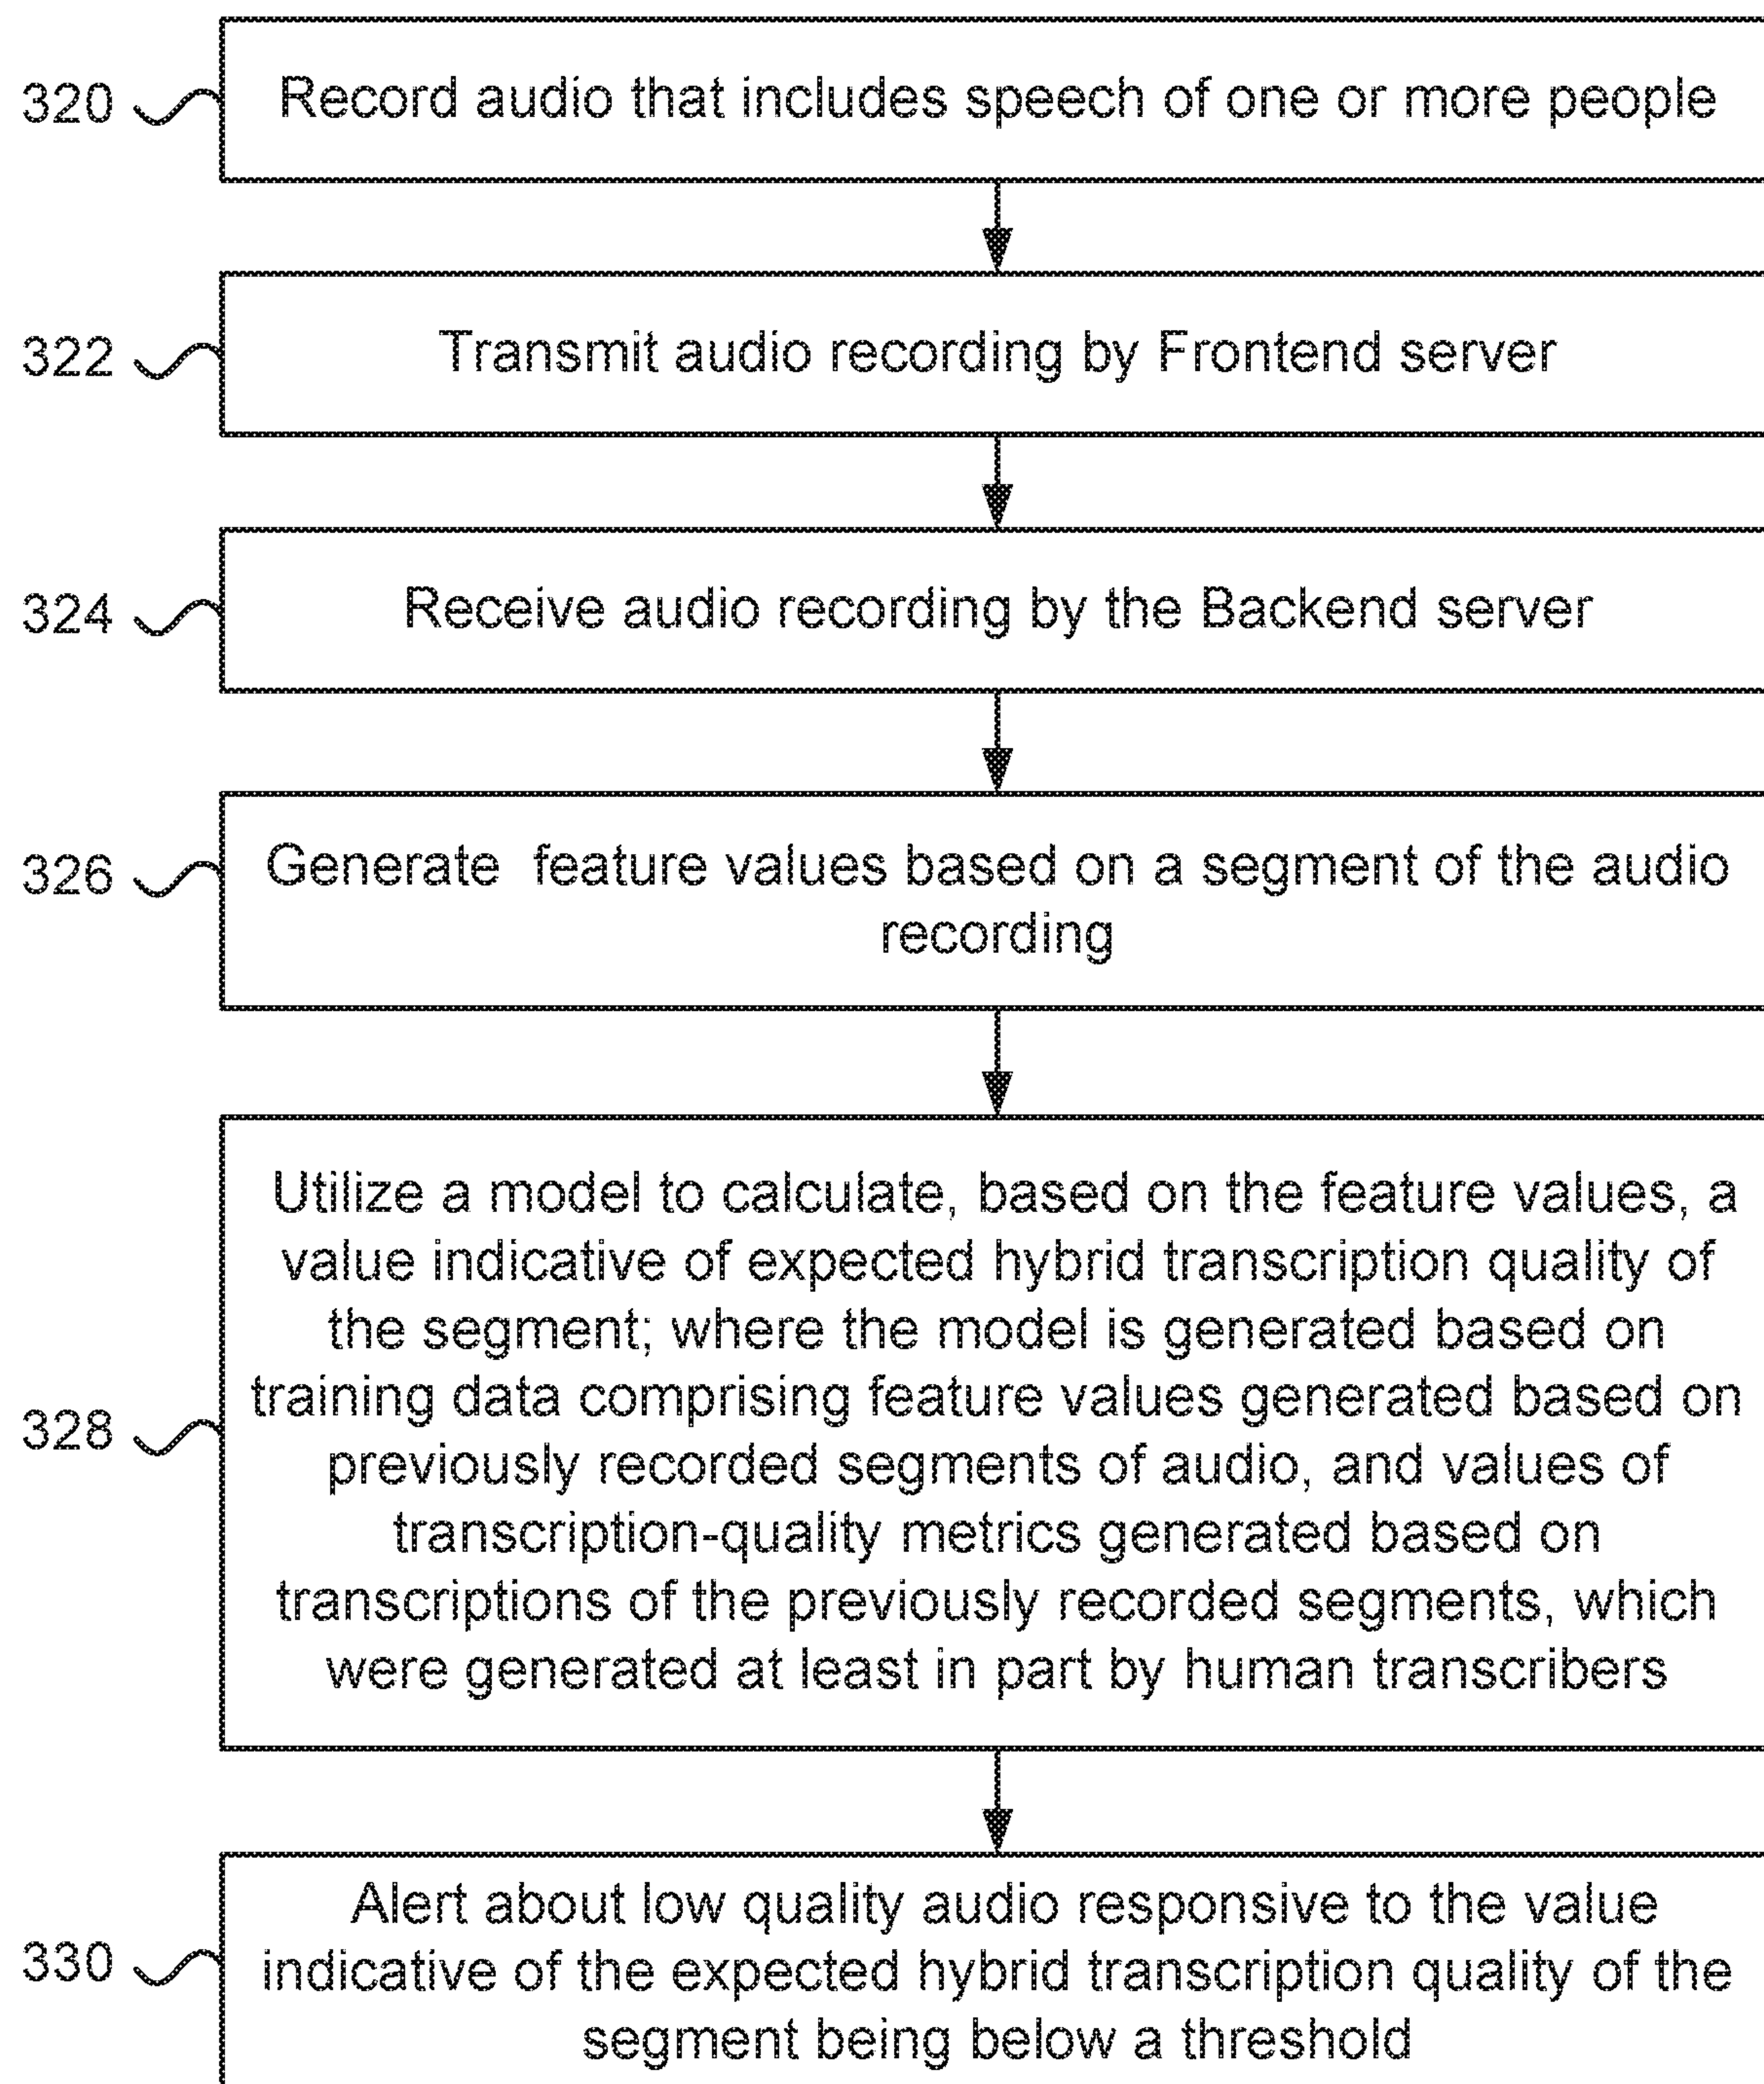 320
Record audio that includes speech of one or more people
322
Transmit audio recording by Frontend server
324
Receive audio recording by the Backend server
326
Generate feature values based on a segment of the audio
recording
328
Utilize a model to calculate, based on the feature values, a
value indicative of expected hybrid transcription quality of
the segment; where the model is generated based on
training data comprising feature values generated based on
previously recorded segments of audio, and values of
transcription-quality metrics generated based on
transcriptions of the previously recorded segments, which
were generated at least in part by human transcribers
330
Alert about low quality audio responsive to the value
indicative of the expected hybrid transcription quality of the
segment being below a threshold